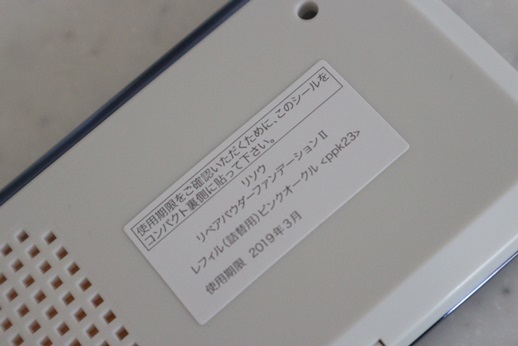 使用期限をご確認いただくために、このシールを
コンパクト裏側に貼って下さい。
リソウ
リペアパウダーファンデーションⅡ
レフィル(詰替用)ピンクオークル<ppk23>
使用期限 2019年3月